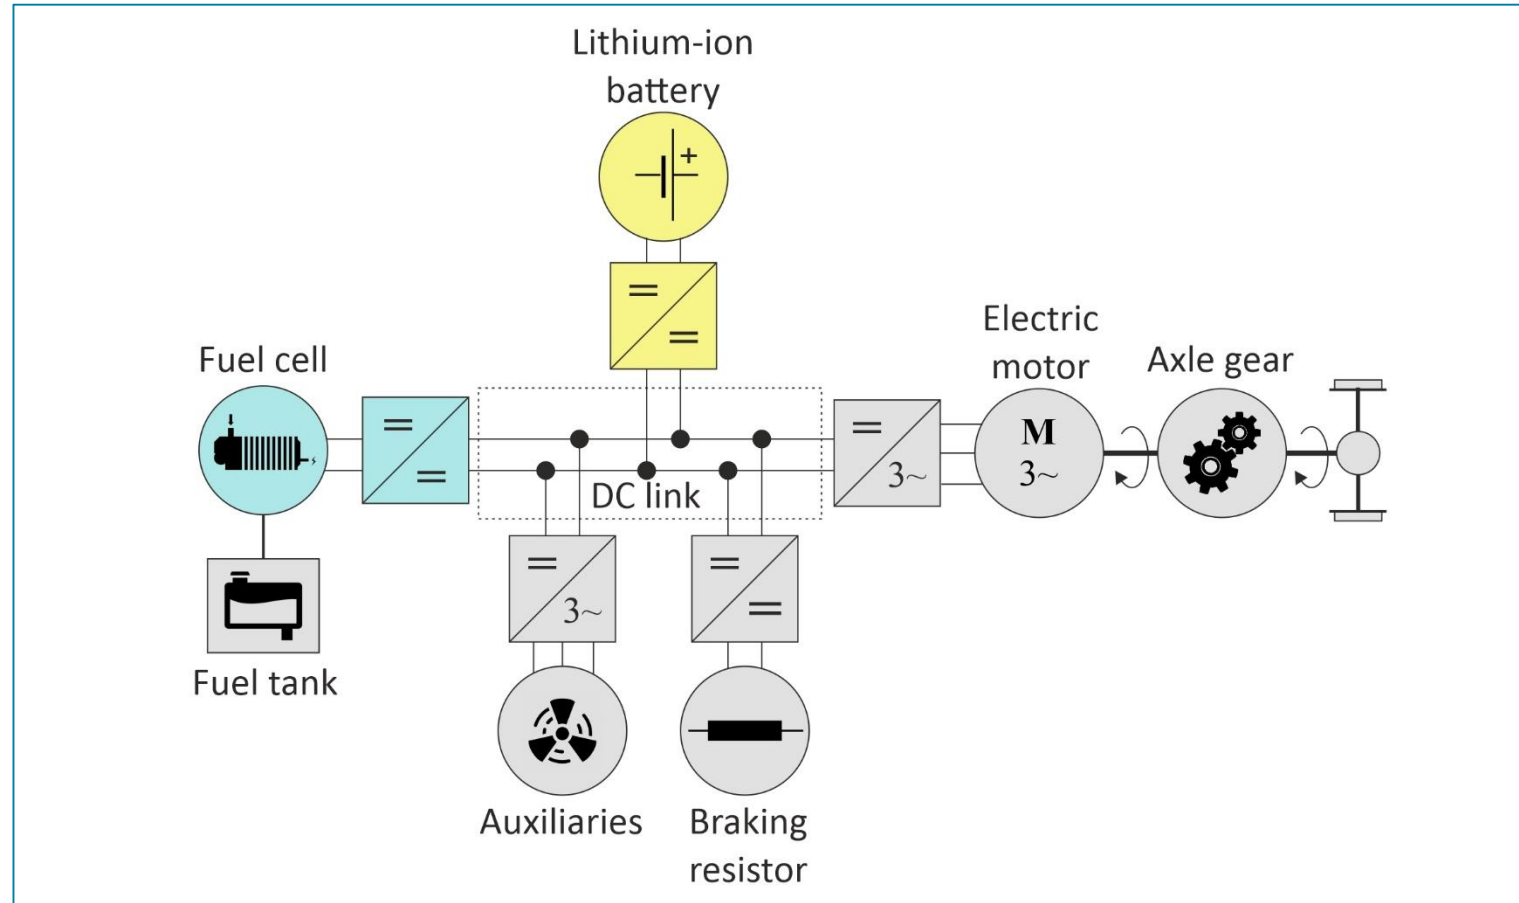 Lithium-ion
battery
+
Fuel cell
Electric
motor
Axle gear
M
3~
3~
DC link
3~
Fuel tank
Auxiliaries
Braking
resistor